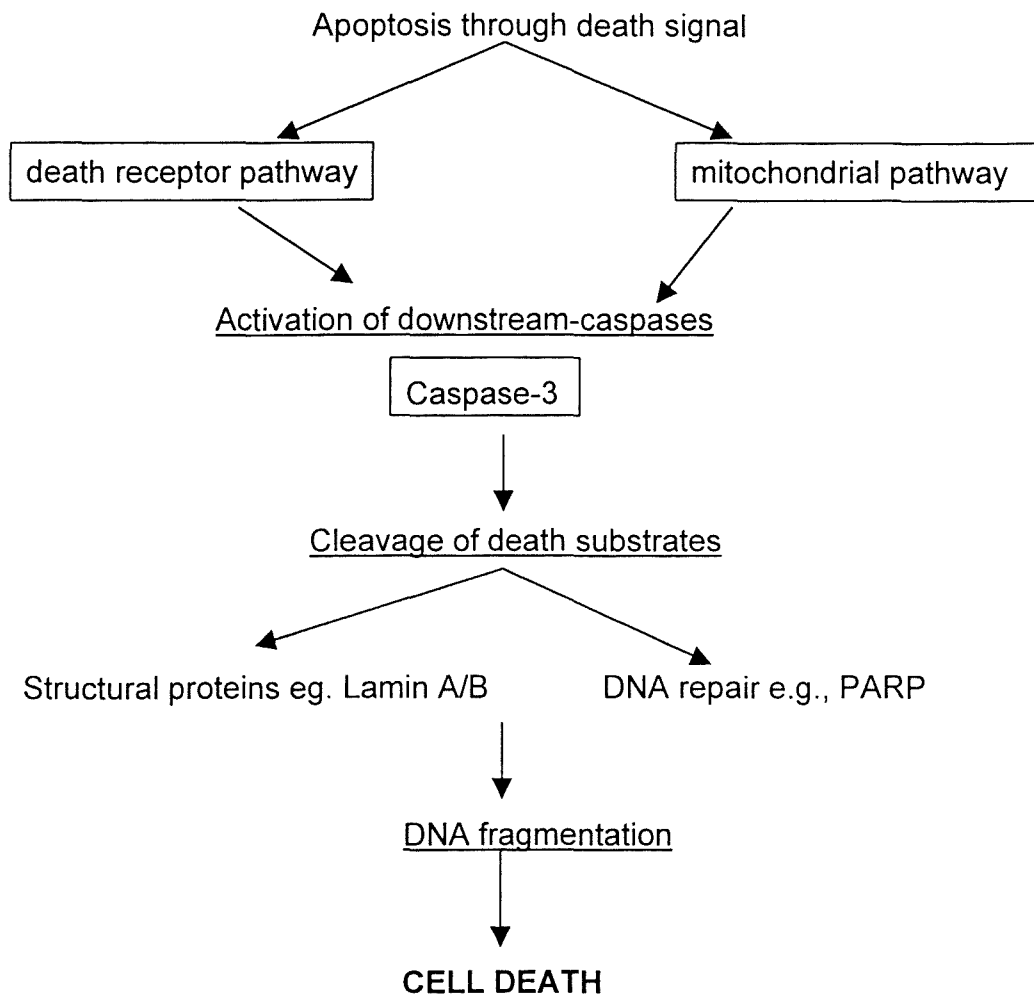 Apoptosis through death signal
death receptor pathway
mitochondrial pathway
Activation of downstream-caspases
Caspase-3
Cleavage of death substrates
Structural proteins eg. Lamin A/B
DNA repair e.g., PARP
DNA fragmentation
CELL DEATH